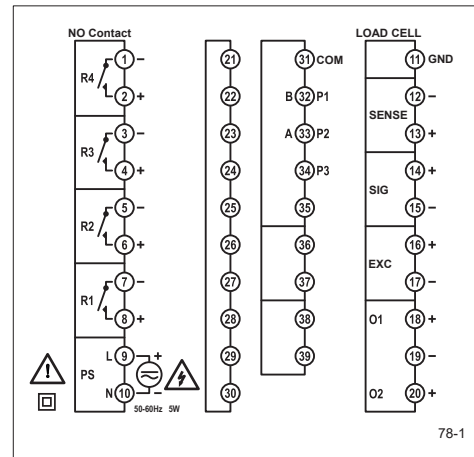 NO Contact
LOAD CELL
R4
1 −
2 +
R3
3 −
4 +
R2
5 −
6 +
R1
7 −
8 +
PS
L 9 +
N 10 −
50-60Hz 5W
21
22
23
24
25
26
27
28
29
30
31 COM
B 32 P1
A 33 P2
34 P3
35
36
37
38
39
11 GND
SENSE
12 −
13 +
SIG
14 +
15 −
EXC
16 +
17 −
O1 18 +
19 −
O2 20 +
78-1